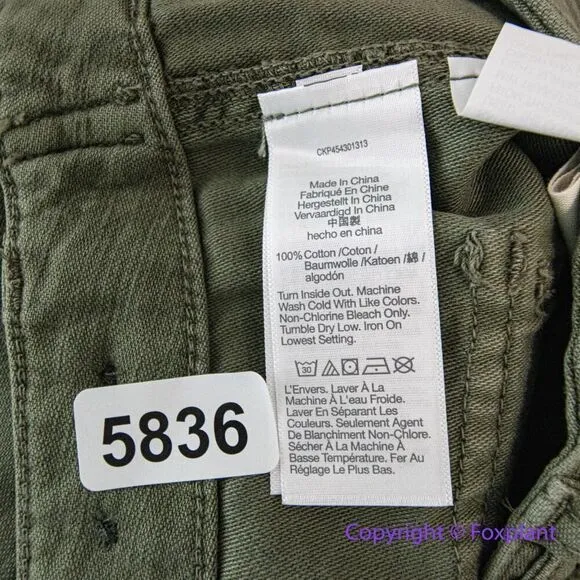 CKP454301313
Made In China
Fabriqué En Chine
Hergestellt In China
Vervaardigd In China
中国製
hecho en china
100% Cotton /Coton /
Baumwolle /Katoen /綿 /
algodón
Turn Inside Out. Machine
Wash Cold With Like Colors.
Non-Chlorine Bleach Only.
Tumble Dry Low. Iron On
Lowest Setting.
30
L'Envers. Laver À La
Machine À L'eau Froide.
Laver En Séparant Les
Couleurs. Seulement Agent
De Blanchiment Non-Chlore.
Sécher À La Machine À
Basse Température. Fer Au
Réglage Le Plus Bas.
5836
Copyright © Foxplant